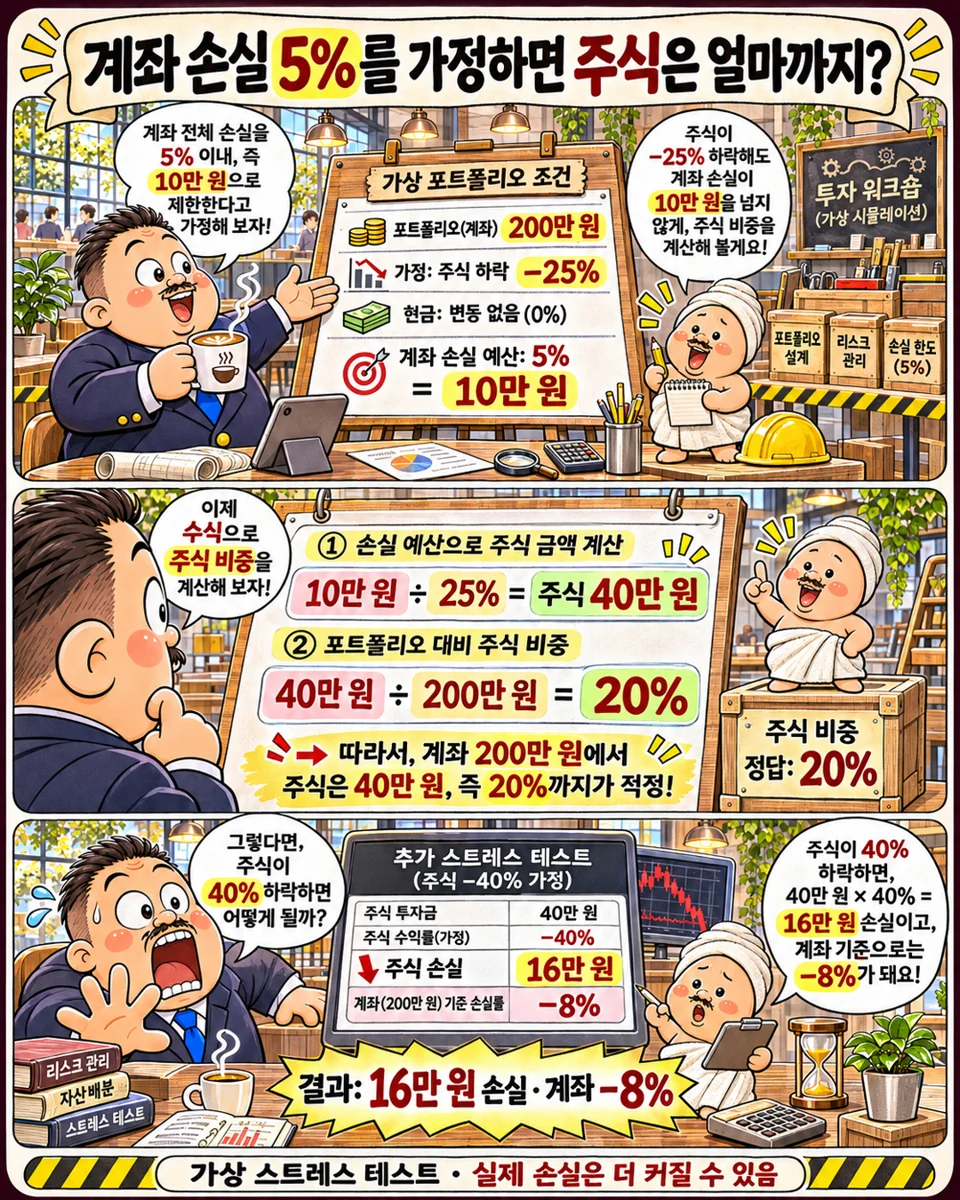 계좌 손실 5%를 가정하면 주식은 얼마까지?
계좌 전체 손실을
5% 이내, 즉
10만 원으로
제한한다고
가정해 보자!
가상 포트폴리오 조건
포트폴리오(계좌) 200만 원
가정: 주식 하락 −25%
현금: 변동 없음 (0%)
계좌 손실 예산: 5%
= 10만 원
주식이
−25% 하락해도
계좌 손실이
10만 원을 넘지
않게, 주식 비중을
계산해 볼게요!
투자 워크숍
(가상 시뮬레이션)
포트폴리오
설계
리스크
관리
손실 한도
(5%)
이제
수식으로
주식 비중을
계산해 보자!
① 손실 예산으로 주식 금액 계산
10만 원 ÷ 25% = 주식 40만 원
② 포트폴리오 대비 주식 비중
40만 원 ÷ 200만 원 = 20%
따라서, 계좌 200만 원에서
주식은 40만 원, 즉 20%까지가 적정!
주식 비중
정답: 20%
그렇다면,
주식이
40% 하락하면
어떻게 될까?
추가 스트레스 테스트
(주식 −40% 가정)
주식 투자금 40만 원
주식 수익률(가정) −40%
주식 손실 16만 원
계좌(200만 원) 기준 손실률 −8%
주식이 40%
하락하면,
40만 원 × 40% =
16만 원 손실이고,
계좌 기준으로는
−8%가 돼요!
리스크 관리
자산배분
스트레스 테스트
결과: 16만 원 손실 · 계좌 −8%
가상 스트레스 테스트 · 실제 손실은 더 커질 수 있음